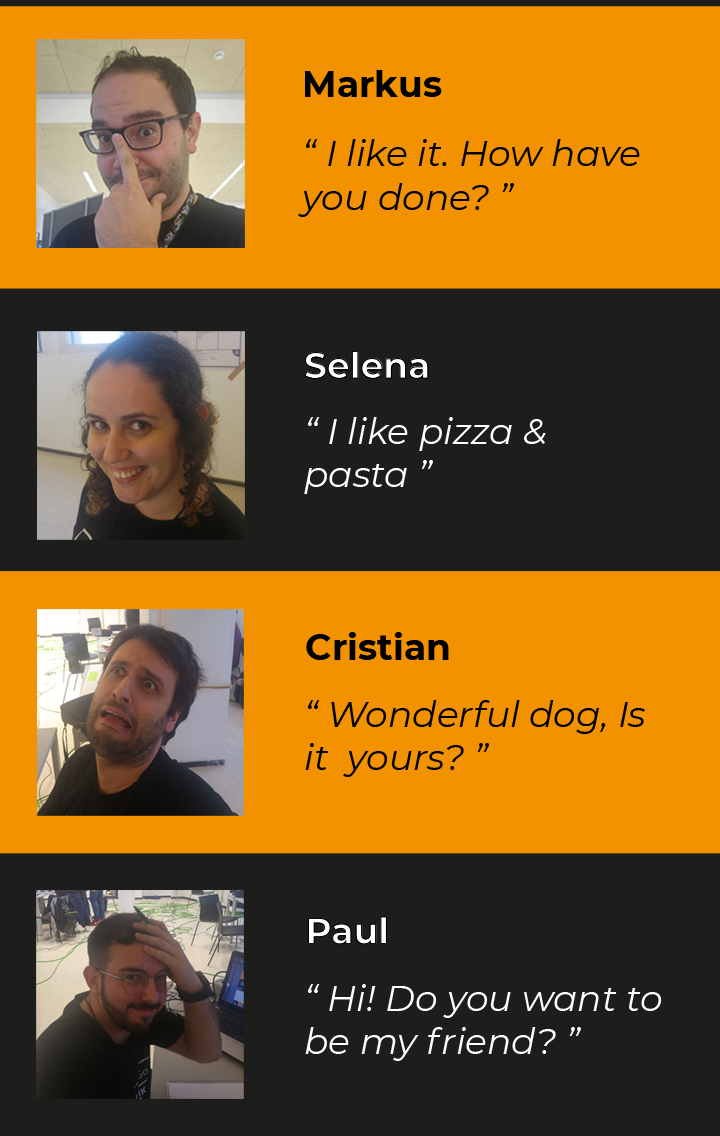 Markus
“ I like it. How have
you done? ”
Selena
“ I like pizza &
pasta ”
Cristian
“ Wonderful dog, Is
it  yours? ”
Paul
“ Hi! Do you want to
be my friend? ”